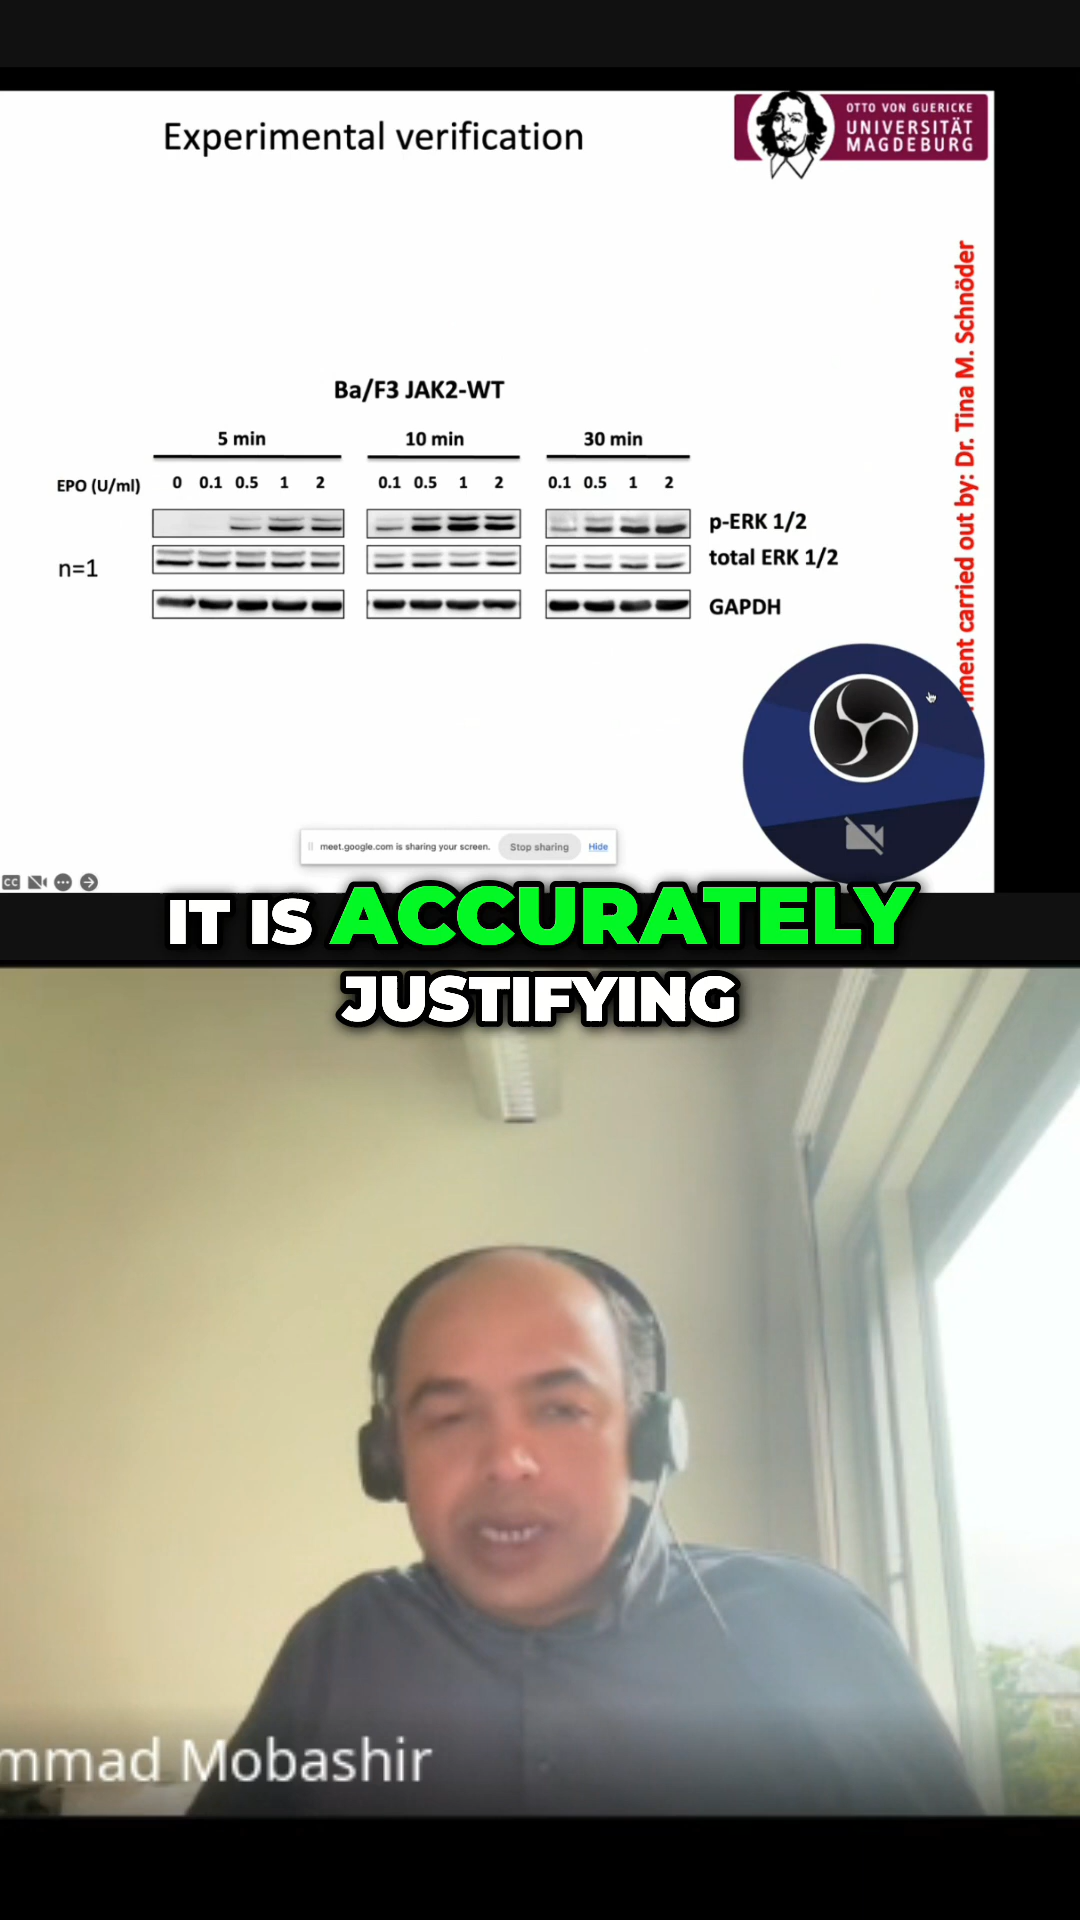 Experimental verification
OTTO VON GUERICKE
UNIVERSITÄT
MAGDEBURG
Ba/F3 JAK2-WT
5 min 10 min 30 min
EPO (U/ml) 0 0.1 0.5 1 2 0.1 0.5 1 2 0.1 0.5 1 2
p-ERK 1/2
n=1
total ERK 1/2
GAPDH
ment carried out by: Dr. Tina M. Schnöder
meet.google.com is sharing your screen. Stop sharing Hide
CC
IT IS ACCURATELY
JUSTIFYING
mmad Mobashir